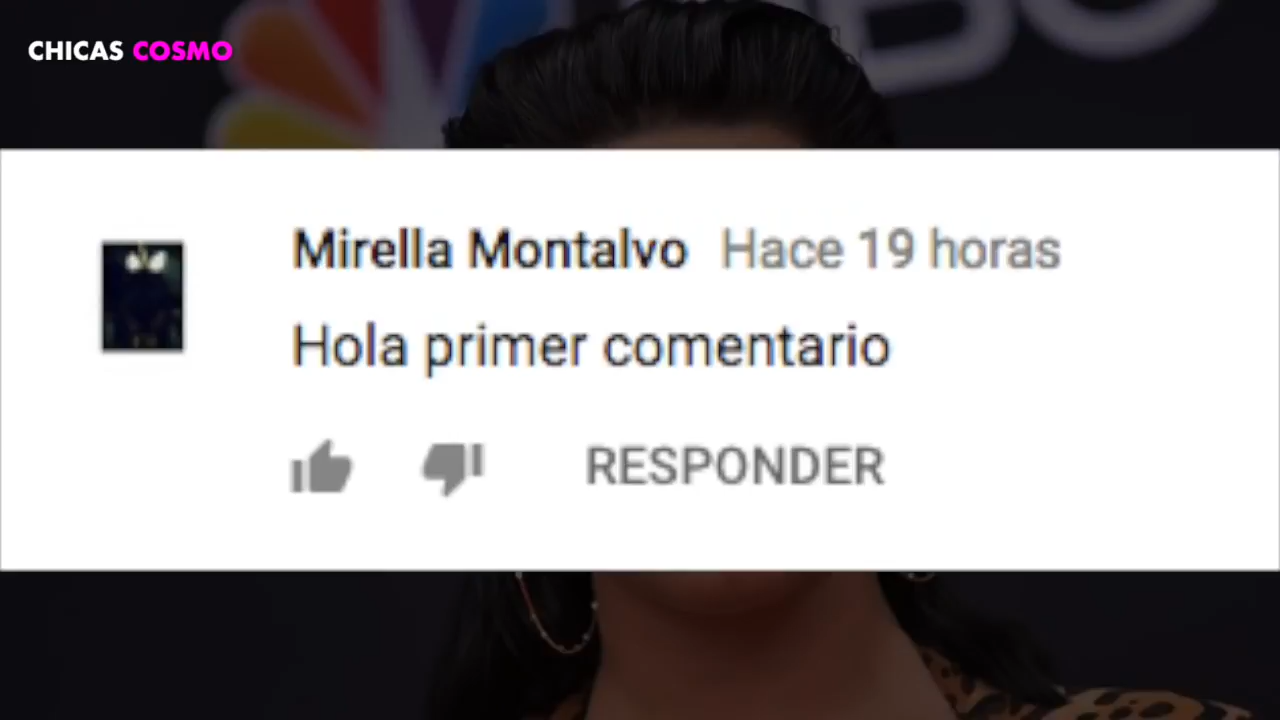 CHICAS COSMO
Mirella Montalvo Hace 19 horas
Hola primer comentario
RESPONDER